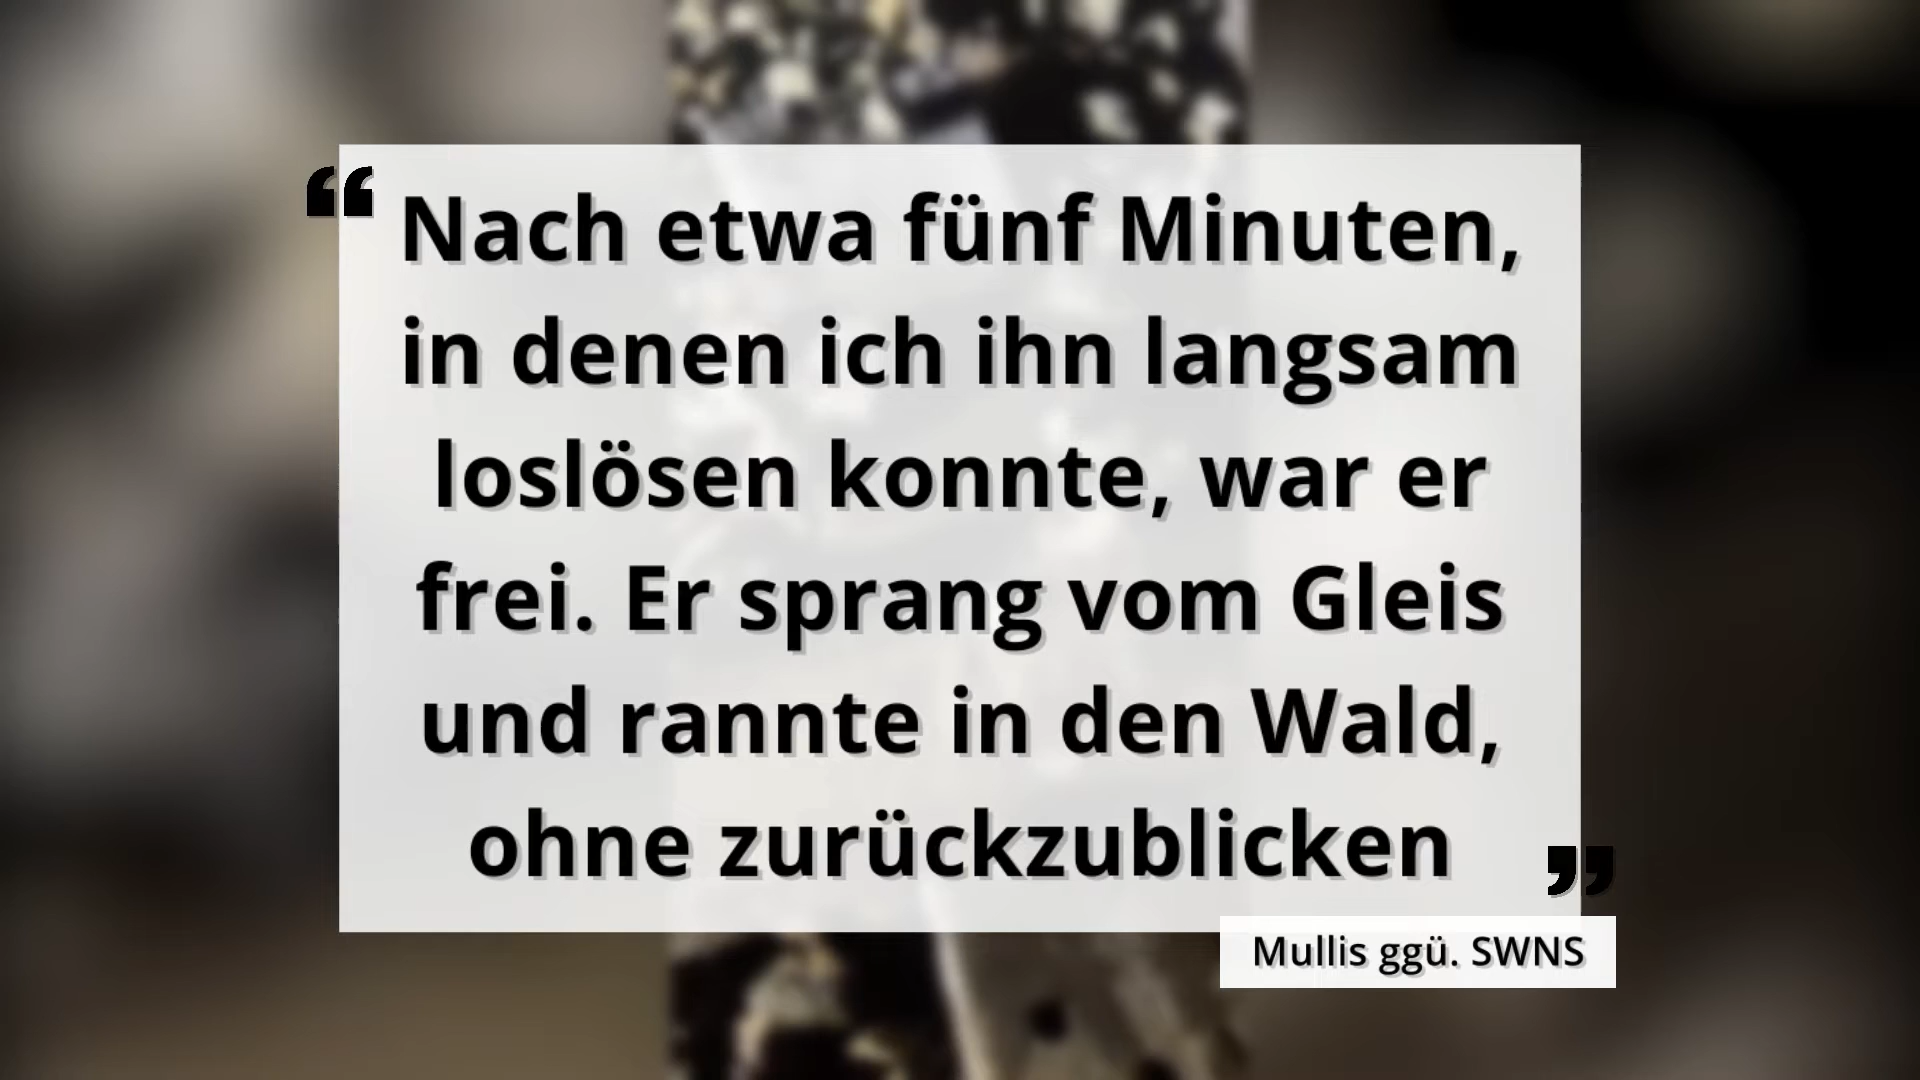 “Nach etwa fünf Minuten,
in denen ich ihn langsam
loslösen konnte, war er
frei. Er sprang vom Gleis
und rannte in den Wald,
ohne zurückzublicken”
Mullis ggü. SWNS